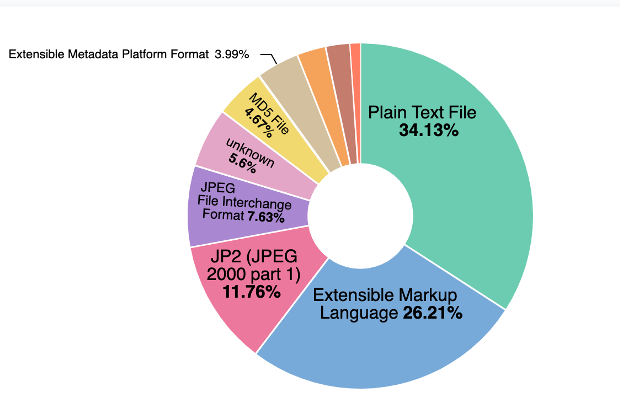 Extensible Metadata Platform Format 3.99%
Plain Text File
34.13%
MD5 File
4.67%
unknown
5.6%
JPEG
File Interchange
Format 7.63%
JP2 (JPEG
2000 part 1)
11.76%
Extensible Markup
Language 26.21%